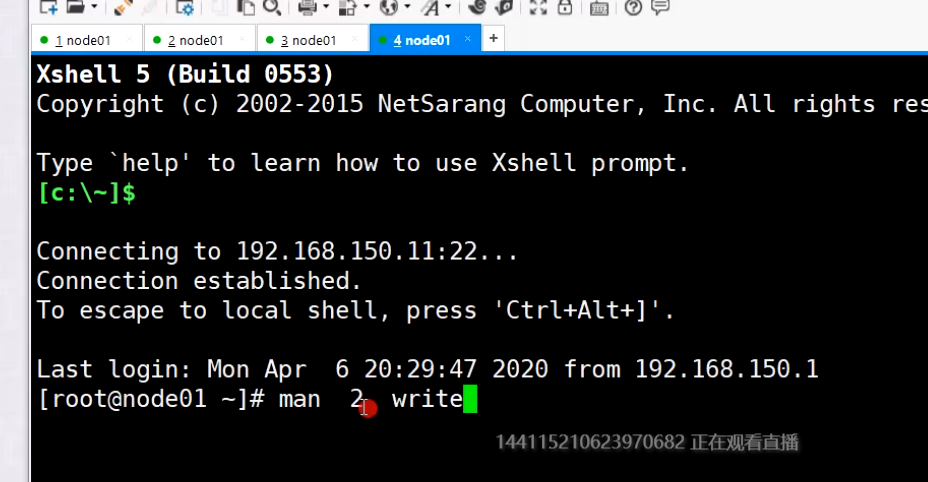 1 node01
2 node01
3 node01
4 node01
Xshell 5 (Build 0553)
Copyright (c) 2002-2015 NetSarang Computer, Inc. All rights res
Type `help' to learn how to use Xshell prompt.
[c:\~]$
Connecting to 192.168.150.11:22...
Connection established.
To escape to local shell, press 'Ctrl+Alt+]'.
Last login: Mon Apr  6 20:29:47 2020 from 192.168.150.1
[root@node01 ~]# man  2  write
144115210623970682 正在观看直播